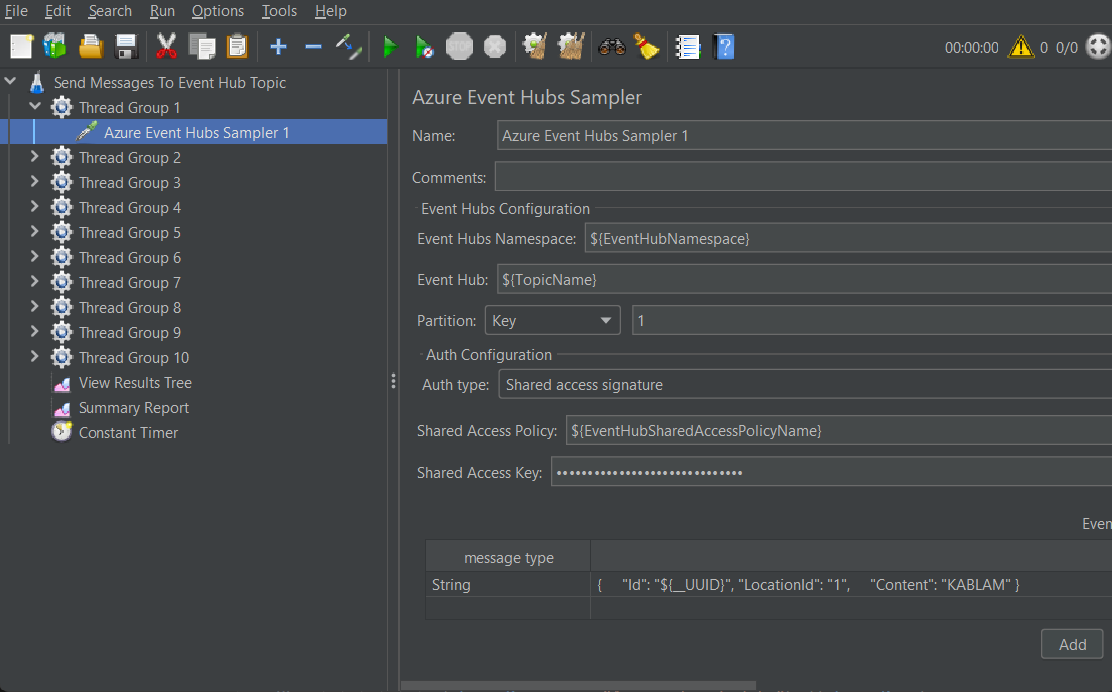 File Edit Search Run Options Tools Help
00:00:00 0 0/0
Send Messages To Event Hub Topic
Thread Group 1
Azure Event Hubs Sampler 1
Thread Group 2
Thread Group 3
Thread Group 4
Thread Group 5
Thread Group 6
Thread Group 7
Thread Group 8
Thread Group 9
Thread Group 10
View Results Tree
Summary Report
Constant Timer
Azure Event Hubs Sampler
Name: Azure Event Hubs Sampler 1
Comments:
Event Hubs Configuration
Event Hubs Namespace: ${EventHubNamespace}
Event Hub: ${TopicName}
Partition: Key 1
Auth Configuration
Auth type: Shared access signature
Shared Access Policy: ${EventHubSharedAccessPolicyName}
Shared Access Key: ••••••••••••••••••••••••••••••
Even
message type
String { "Id": "${__UUID}", "LocationId": "1", "Content": "KABLAM" }
Add